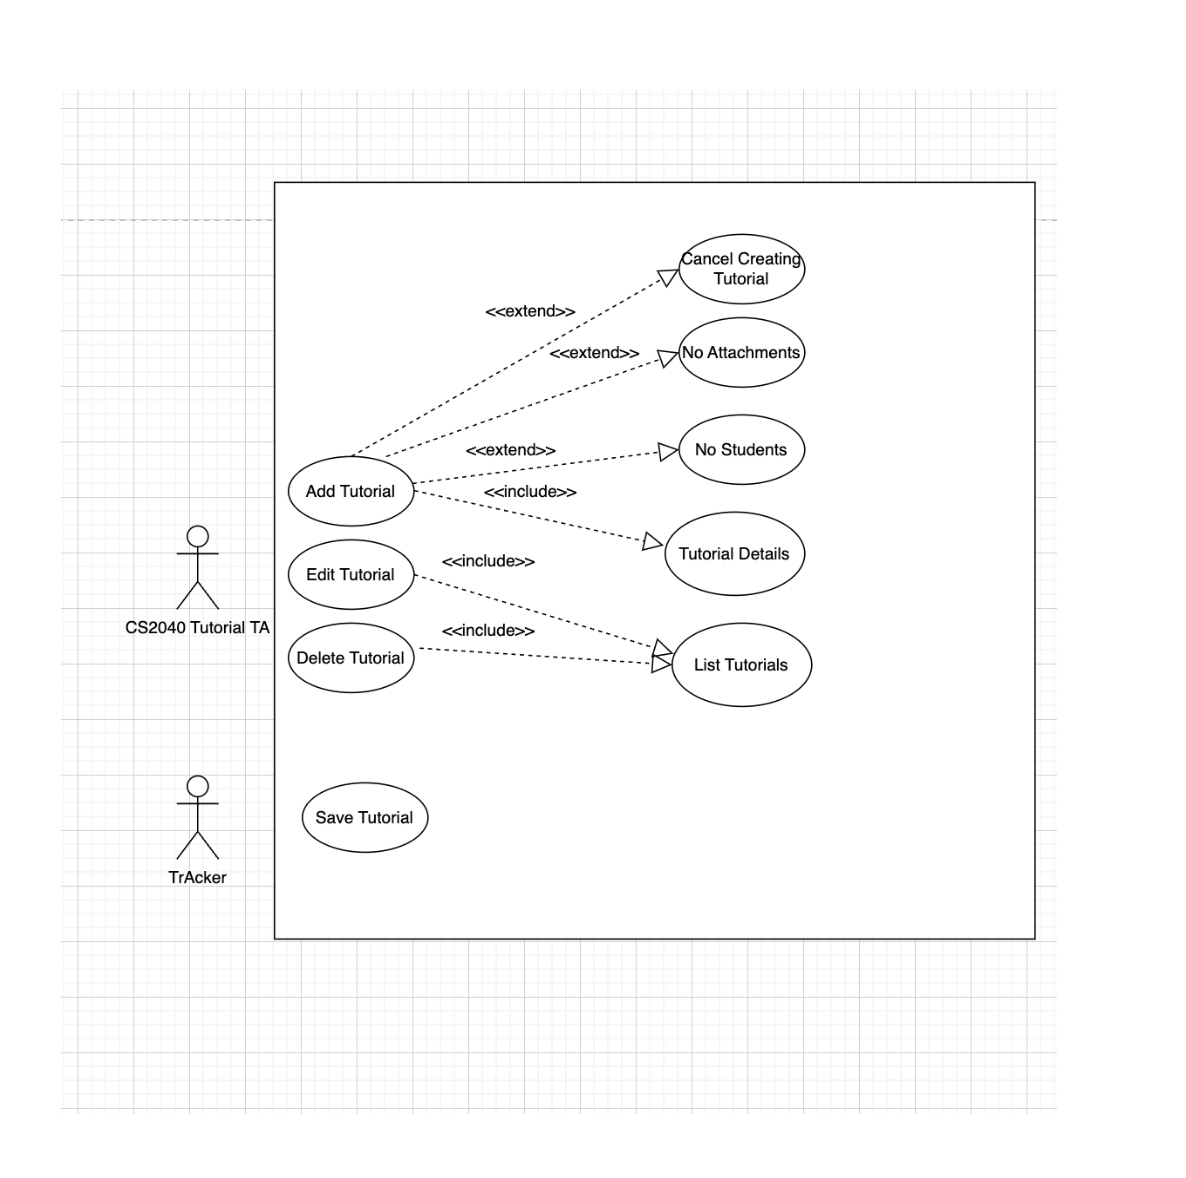 Cancel Creating
Tutorial
<<extend>>
<<extend>>
No Attachments
<<extend>>
No Students
Add Tutorial
<<include>>
Tutorial Details
<<include>>
Edit Tutorial
CS2040 Tutorial TA
<<include>>
Delete Tutorial
List Tutorials
Save Tutorial
TrAcker